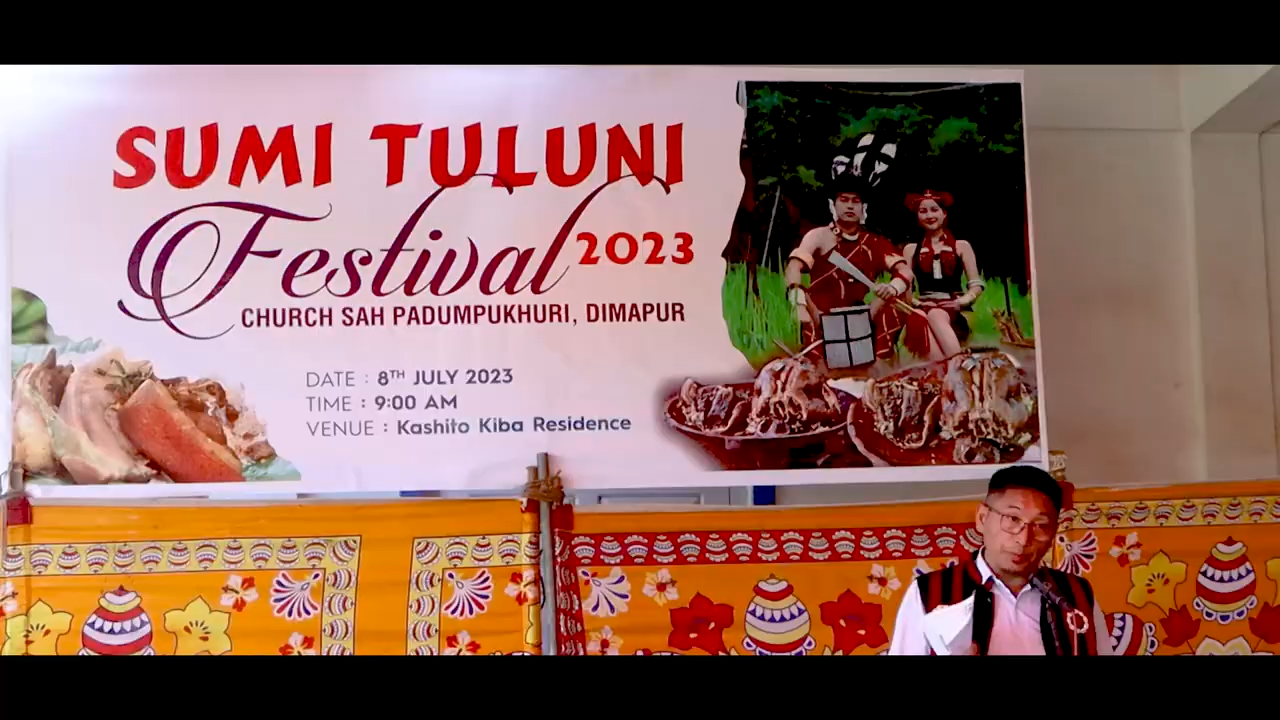 SUMI TULUNI
Festival 2023
CHURCH SAH PADUMPUKHURI, DIMAPUR
DATE : 8TH JULY 2023
TIME : 9:00 AM
VENUE : Kashito Kiba Residence